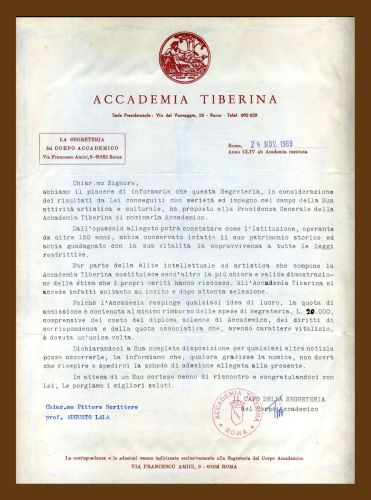 ACCADEMIA TIBERINA
Sede Presidenziale: Via del Vantaggio, 22 - Roma - Telef.
LA SEGRETERIA
del CORPO ACCADEMICO
Via Francesco Amici, 5-00152 Roma
Roma, 24 NOV. 1969
Anno CLIV ab Academia instituta
Chiar.mo Signore,
abbiamo il piacere di informarLa che questa Segreteria, in considerazione
dei risultati da Lei conseguiti con serietà ed impegno nel campo della Sua
attività artistica e culturale, ha proposto alla Presidenza Generale della
Accademia Tiberina di nominarLa Accademico.
Dall'opuscolo allegato potrà constatare come l'istituzione, operante
da oltre 150 anni, abbia conservato intatto il suo patrimonio storico ed
abbia guadagnato con la sua vitalità la sopravvivenza a tutte le leggi
restrittive.
Far parte della élite intellettuale ed artistica che compone la
Accademia Tiberina costituisce senz'altro la più chiara e valida dimostrazio-
ne della stima che i propri meriti hanno riscosso. All'Accademia Tiberina si
accede infatti soltanto su invito e dopo attenta selezione.
Poichè l'Accademia respinge qualsiasi idea di lucro, la quota di
ammissione è contenuta al minimo rimborso delle spese di segreteria, L. 20.000,
comprensive del costo del diploma solenne di Accademico, dei diritti di
corrispondenza e della quota associativa che, avendo carattere vitalizio,
è dovuta un'unica volta.
Dichiarandoci a Sua completa disposizione per qualsiasi altra notizia
possa occorrerLe, La informiamo che, qualora gradisse la nomina, non dovrà
che riempire e spedirci la scheda di adesione allegata alla presente.
In attesa di un Suo cortese cenno di riscontro e congratulandoci con
Lei, Le porgiamo i migliori saluti.
IL CAPO DELLA SEGRETERIA
del Corpo Accademico
ACCADEMIA TIBERINA
ROMA
Chiar.mo Pittore Scrittore
prof. AUGUSTO LALA
La corrispondenza e le adesioni vanno indirizzate esclusivamente alla Segreteria del Corpo Accademico
VIA FRANCESCO AMICI, 5 - 00152 ROMA